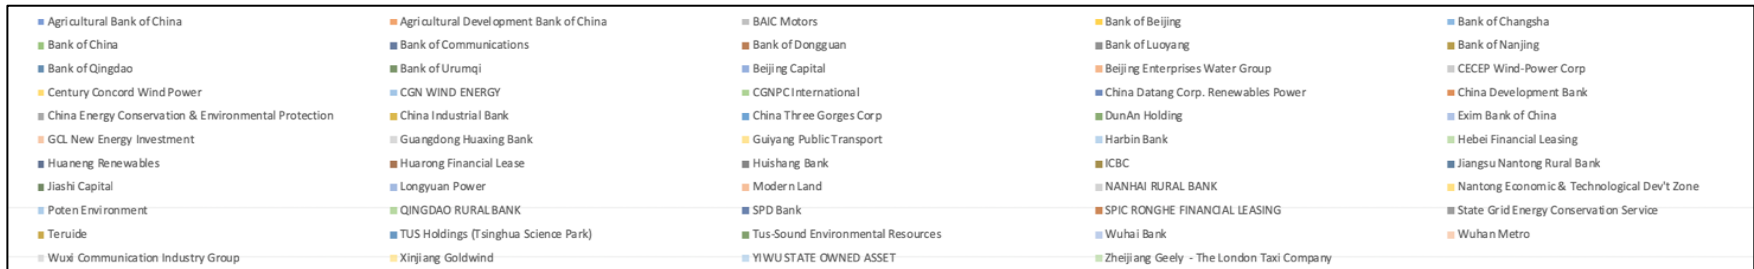 Agricultural Bank of China Agricultural Development Bank of China BAIC Motors Bank of Beijing Bank of Changsha
Bank of China Bank of Communications Bank of Dongguan Bank of Luoyang Bank of Nanjing
Bank of Qingdao Bank of Urumqi Beijing Capital Beijing Enterprises Water Group CECEP Wind-Power Corp
Century Concord Wind Power CGN WIND ENERGY CGNPC International China Datang Corp. Renewables Power China Development Bank
China Energy Conservation & Environmental Protection China Industrial Bank China Three Gorges Corp DunAn Holding Exim Bank of China
GCL New Energy Investment Guangdong Huaxing Bank Guiyang Public Transport Harbin Bank Hebei Financial Leasing
Huaneng Renewables Huarong Financial Lease Huishang Bank ICBC Jiangsu Nantong Rural Bank
Jiashi Capital Longyuan Power Modern Land NANHAI RURAL BANK Nantong Economic & Technological Dev't Zone
Poten Environment QINGDAO RURAL BANK SPD Bank SPIC RONGHE FINANCIAL LEASING State Grid Energy Conservation Service
Teruide TUS Holdings (Tsinghua Science Park) Tus-Sound Environmental Resources Wuhai Bank Wuhan Metro
Wuxi Communication Industry Group Xinjiang Goldwind YIWU STATE OWNED ASSET Zheijiang Geely - The London Taxi Company